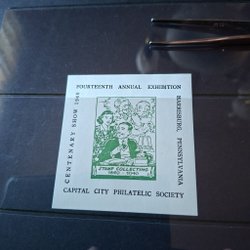 FOURTEENTH ANNUAL EXHIBITION
CENTENARY SHOW 1940
HARRISBURG, PENNSYLVANIA
STAMP COLLECTING
1840 - 1940
CAPITAL CITY PHILATELIC SOCIETY